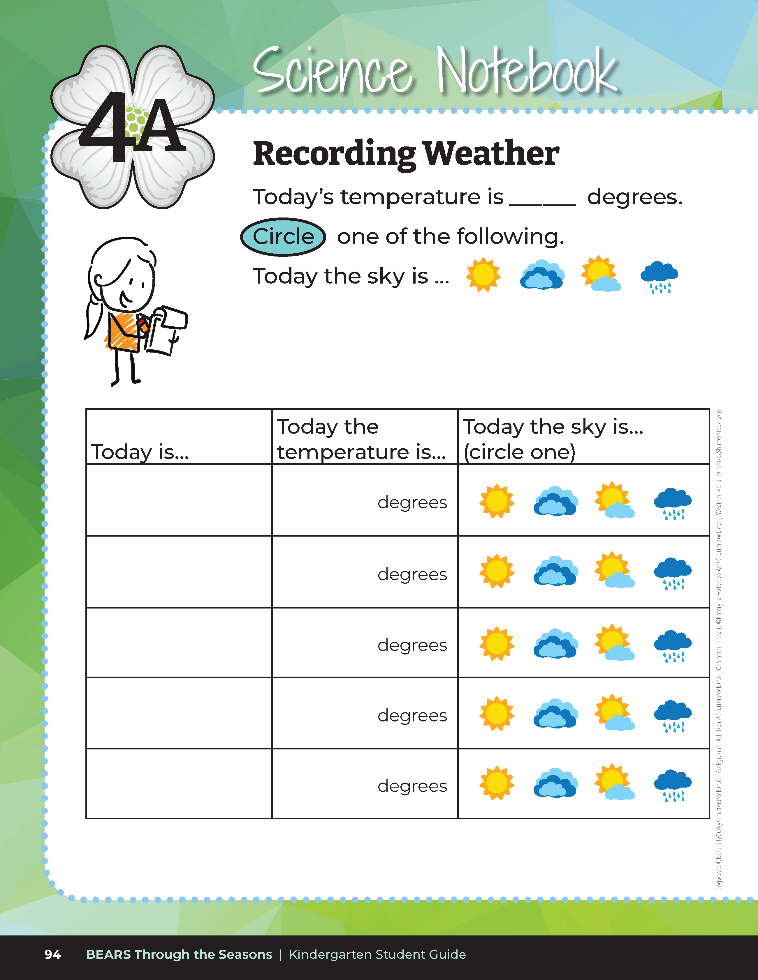 Science Notebook
4A
Recording Weather
Today’s temperature is ______ degrees.
Circle one of the following.
Today the sky is ...
Today is...
Today the temperature is...
Today the sky is... (circle one)
degrees
degrees
degrees
degrees
degrees
94 BEARS Through the Seasons | Kindergarten Student Guide